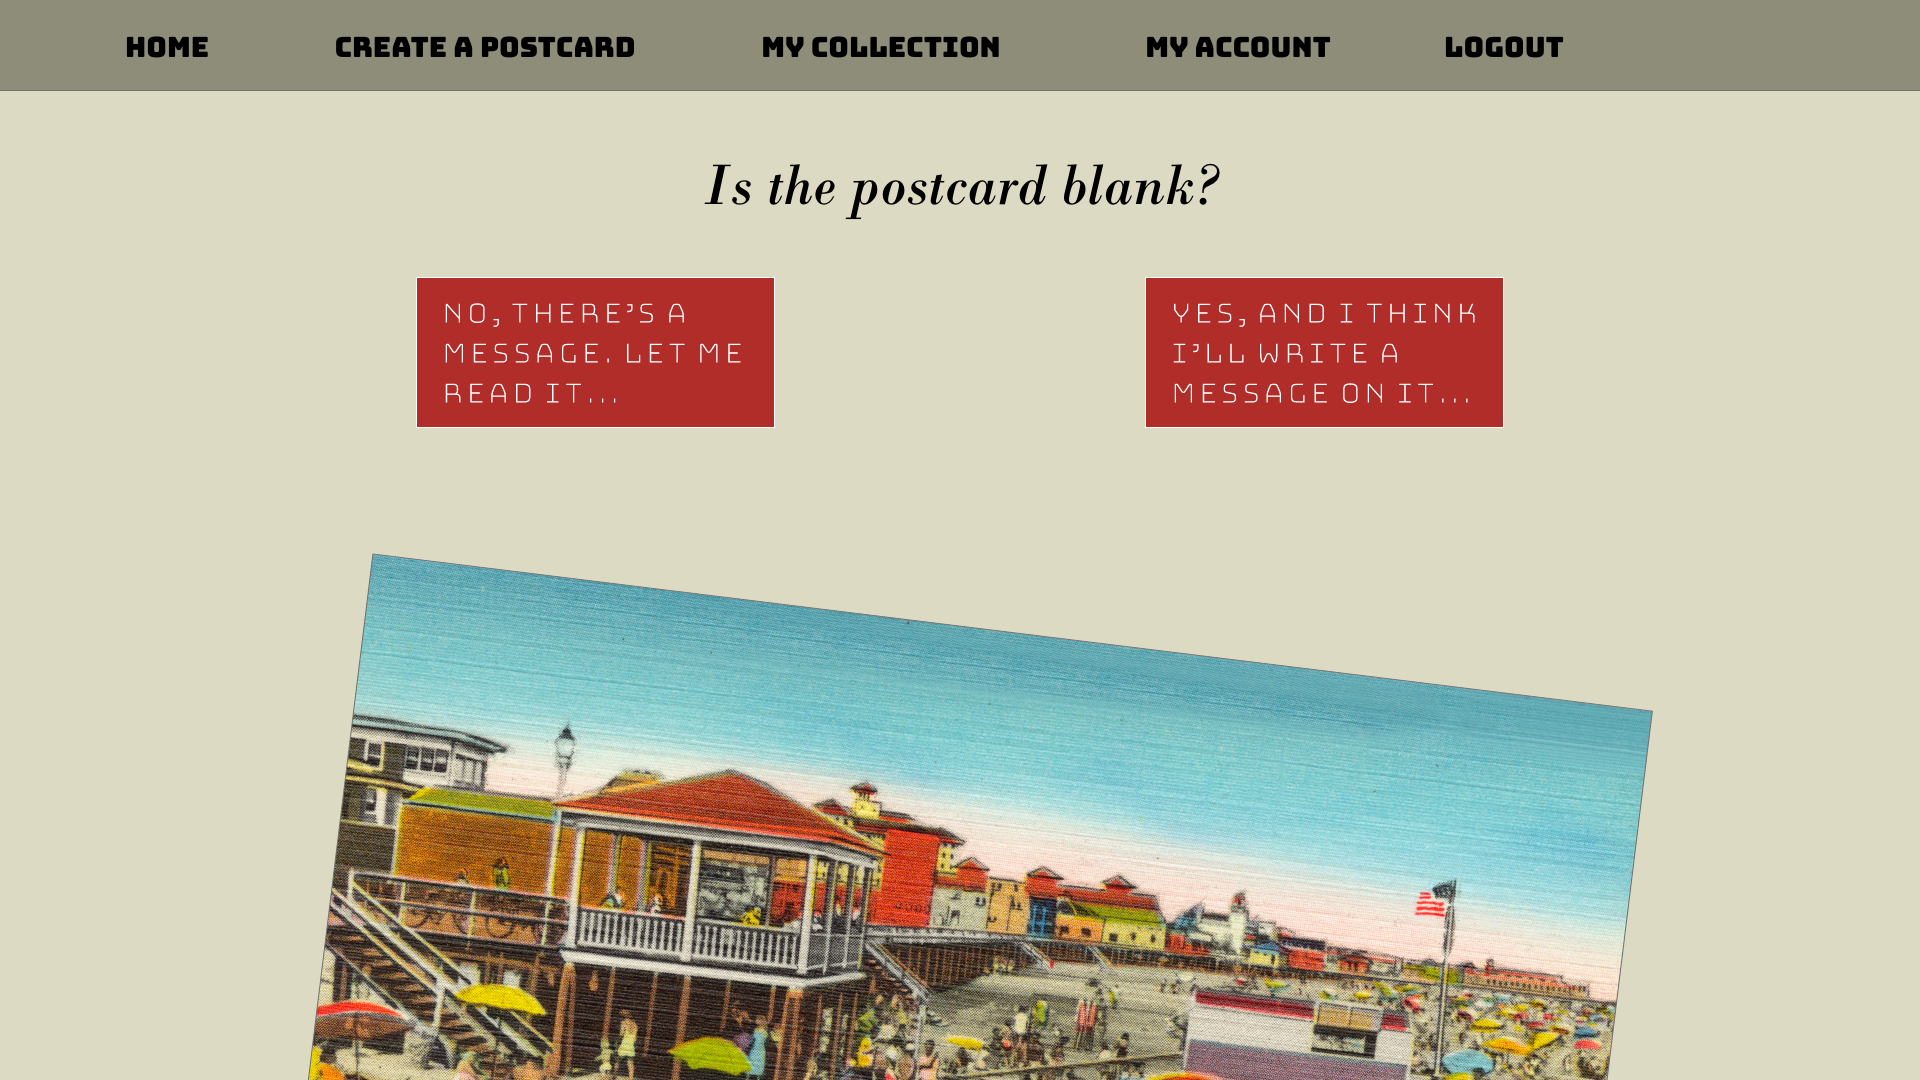 HOME CREATE A POSTCARD MY COLLECTION MY ACCOUNT LOGOUT
Is the postcard blank?
NO, THERE'S A
MESSAGE. LET ME
READ IT...
YES, AND I THINK
I'LL WRITE A
MESSAGE ON IT...